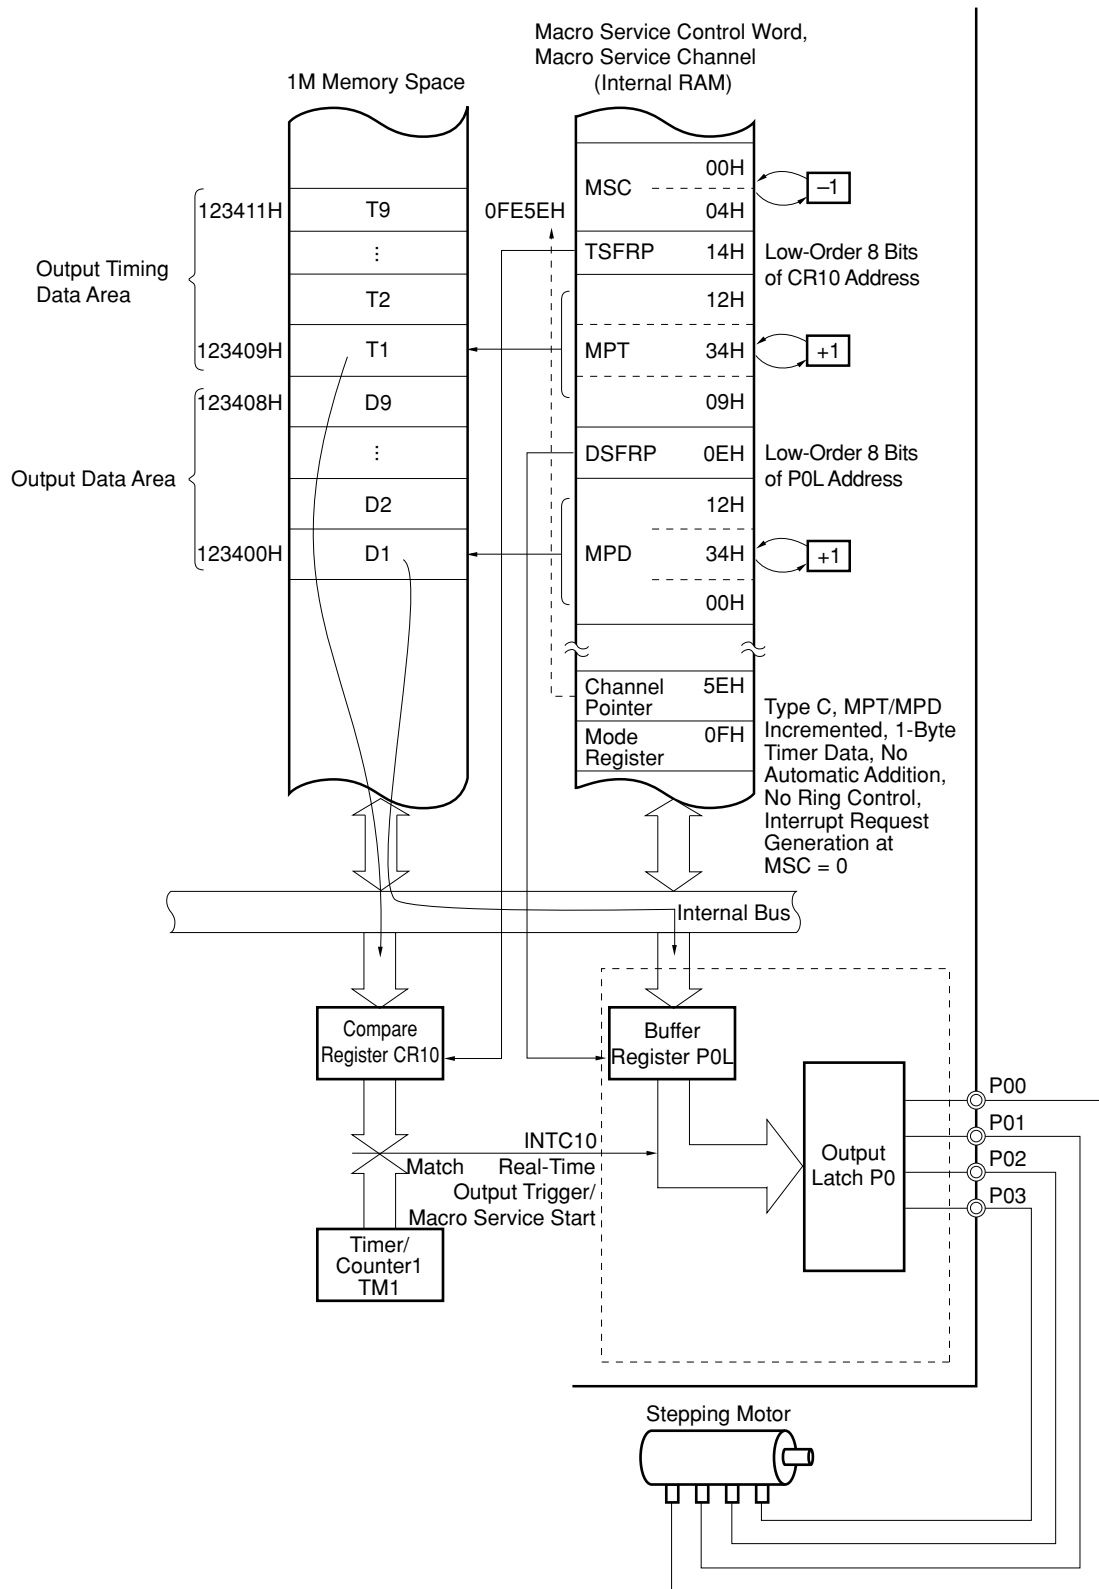 Macro Service Control Word,
Macro Service Channel
(Internal RAM)
1M Memory Space
MSC
00H
04H
–1
123411H
T9
0FE5EH
TSFRP
14H
Low-Order 8 Bits
of CR10 Address
⋮
Output Timing
Data Area
T2
12H
123409H
T1
MPT
34H
+1
123408H
D9
09H
Output Data Area
⋮
DSFRP
0EH
Low-Order 8 Bits
of P0L Address
D2
12H
123400H
D1
MPD
34H
+1
00H
Channel
Pointer
5EH
Mode
Register
0FH
Type C, MPT/MPD
Incremented, 1-Byte
Timer Data, No
Automatic Addition,
No Ring Control,
Interrupt Request
Generation at
MSC = 0
Internal Bus
Compare
Register CR10
Buffer
Register P0L
INTC10
Match
Real-Time
Output Trigger/
Macro Service Start
Output
Latch P0
P00
P01
P02
P03
Timer/
Counter1
TM1
Stepping Motor